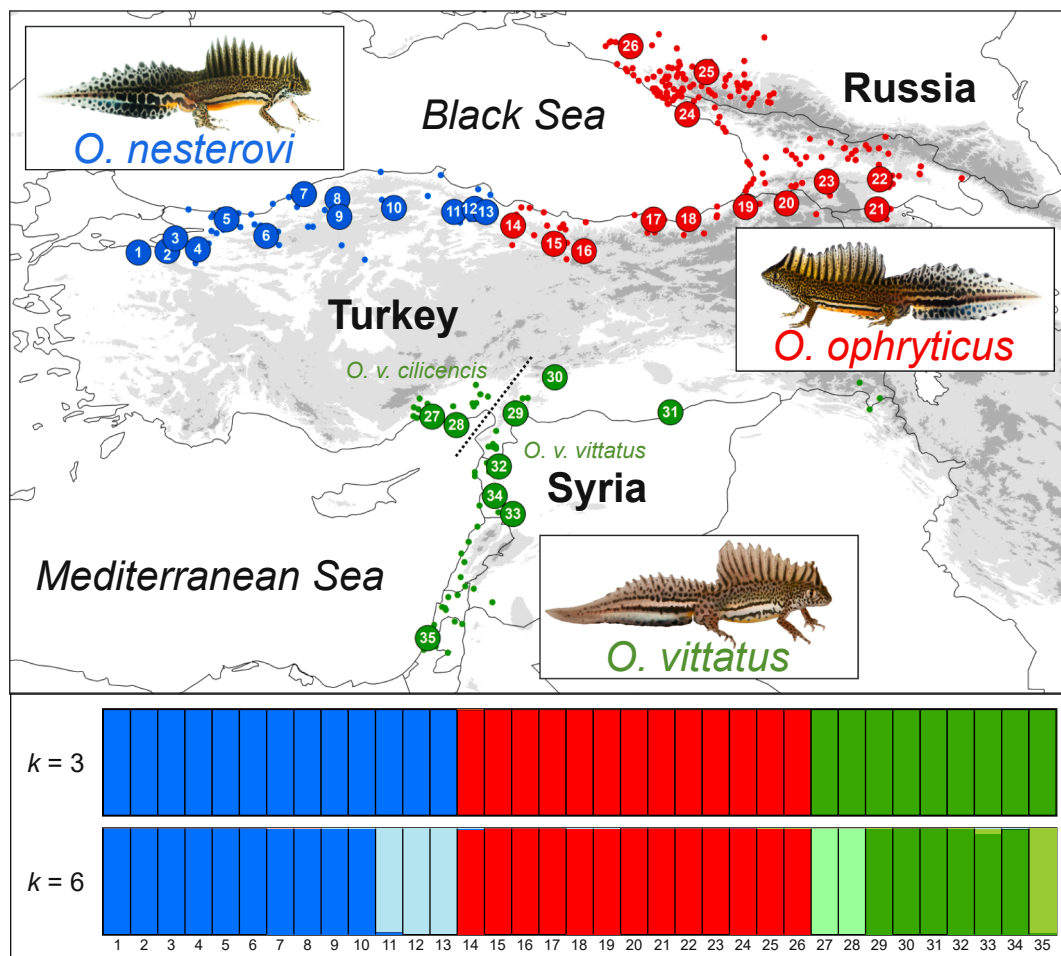 O. nesterovi
Black Sea
Russia
26
25
24
7
8
5
6
9
10
11
12
13
14
3
1
2
4
15
16
17
18
19
20
23
22
21
O. ophryticus
Turkey
O. v. cilicencis
27
28
30
29
31
O. v. vittatus
32
34
33
Syria
Mediterranean Sea
35
O. vittatus
k = 3
k = 6
1 2 3 4 5 6 7 8 9 10 11 12 13 14 15 16 17 18 19 20 21 22 23 24 25 26 27 28 29 30 31 32 33 34 35